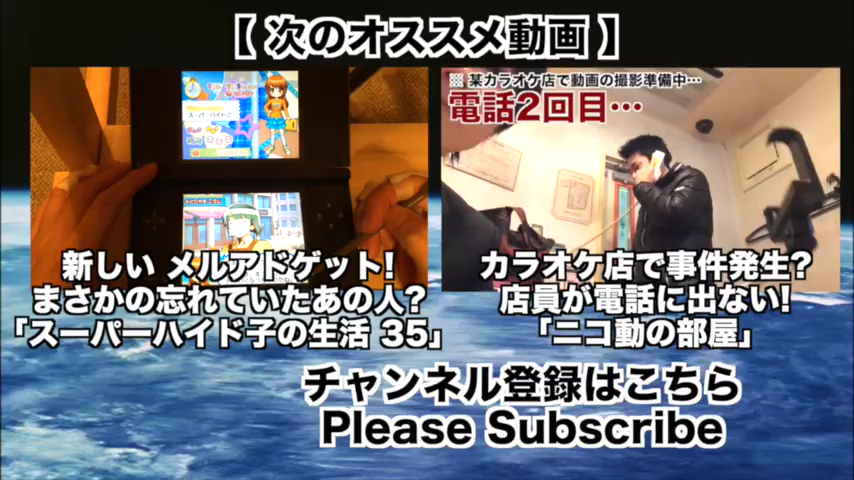 【 次のオススメ動画 】
スーパーハイドこ
※ 某カラオケ店で動画の撮影準備中…
電話2回目…
新しい メルアドゲット!
まさかの忘れていたあの人?
「スーパーハイド子の生活 35」
カラオケ店で事件発生?
店員が電話に出ない!
「ニコ動の部屋」
チャンネル登録はこちら
Please Subscribe